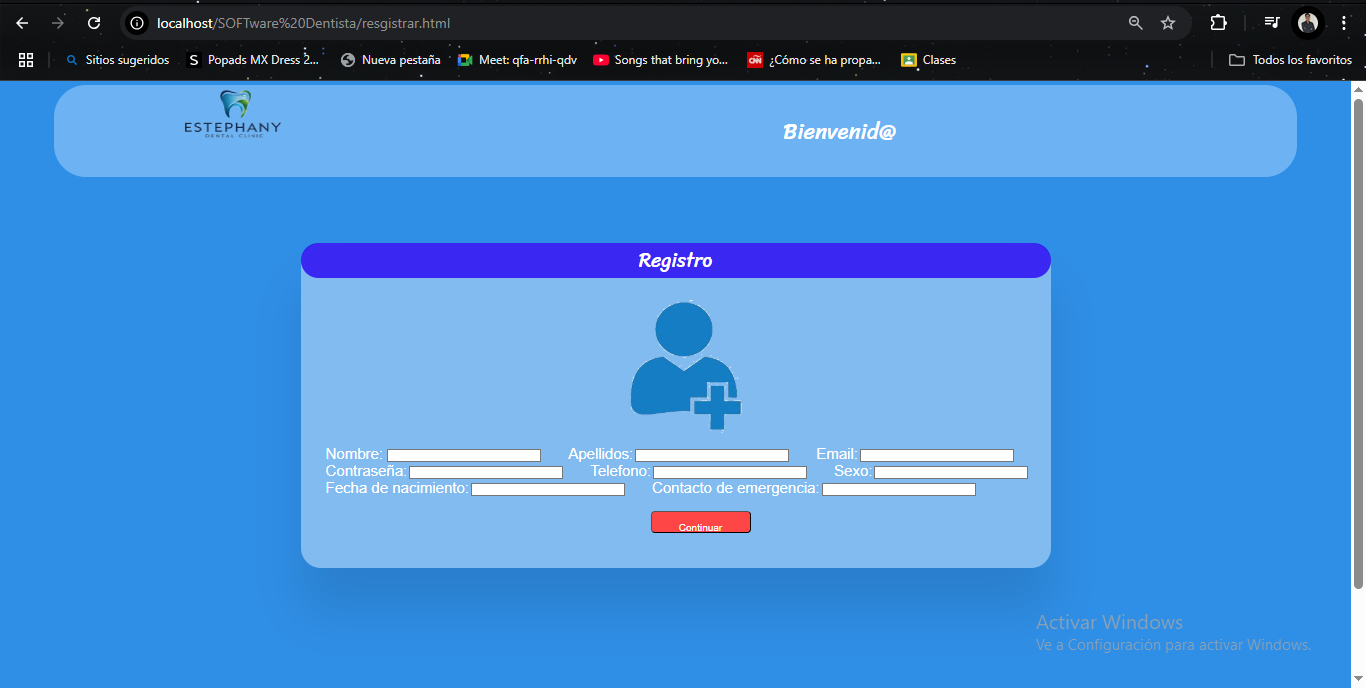 localhost/SOFTware%20Dentista/resgistrar.html
Sitios sugeridos S Popads MX Dress 2... Nueva pestaña Meet: qfa-rrhi-qdv Songs that bring yo... CNN ¿Cómo se ha propa... Clases Todos los favoritos
ESTEPHANY
DENTAL CLINIC
Bienvenid@
Registro
Nombre: Apellidos: Email:
Contraseña: Telefono: Sexo:
Fecha de nacimiento: Contacto de emergencia:
Continuar
Activar Windows
Ve a Configuración para activar Windows.